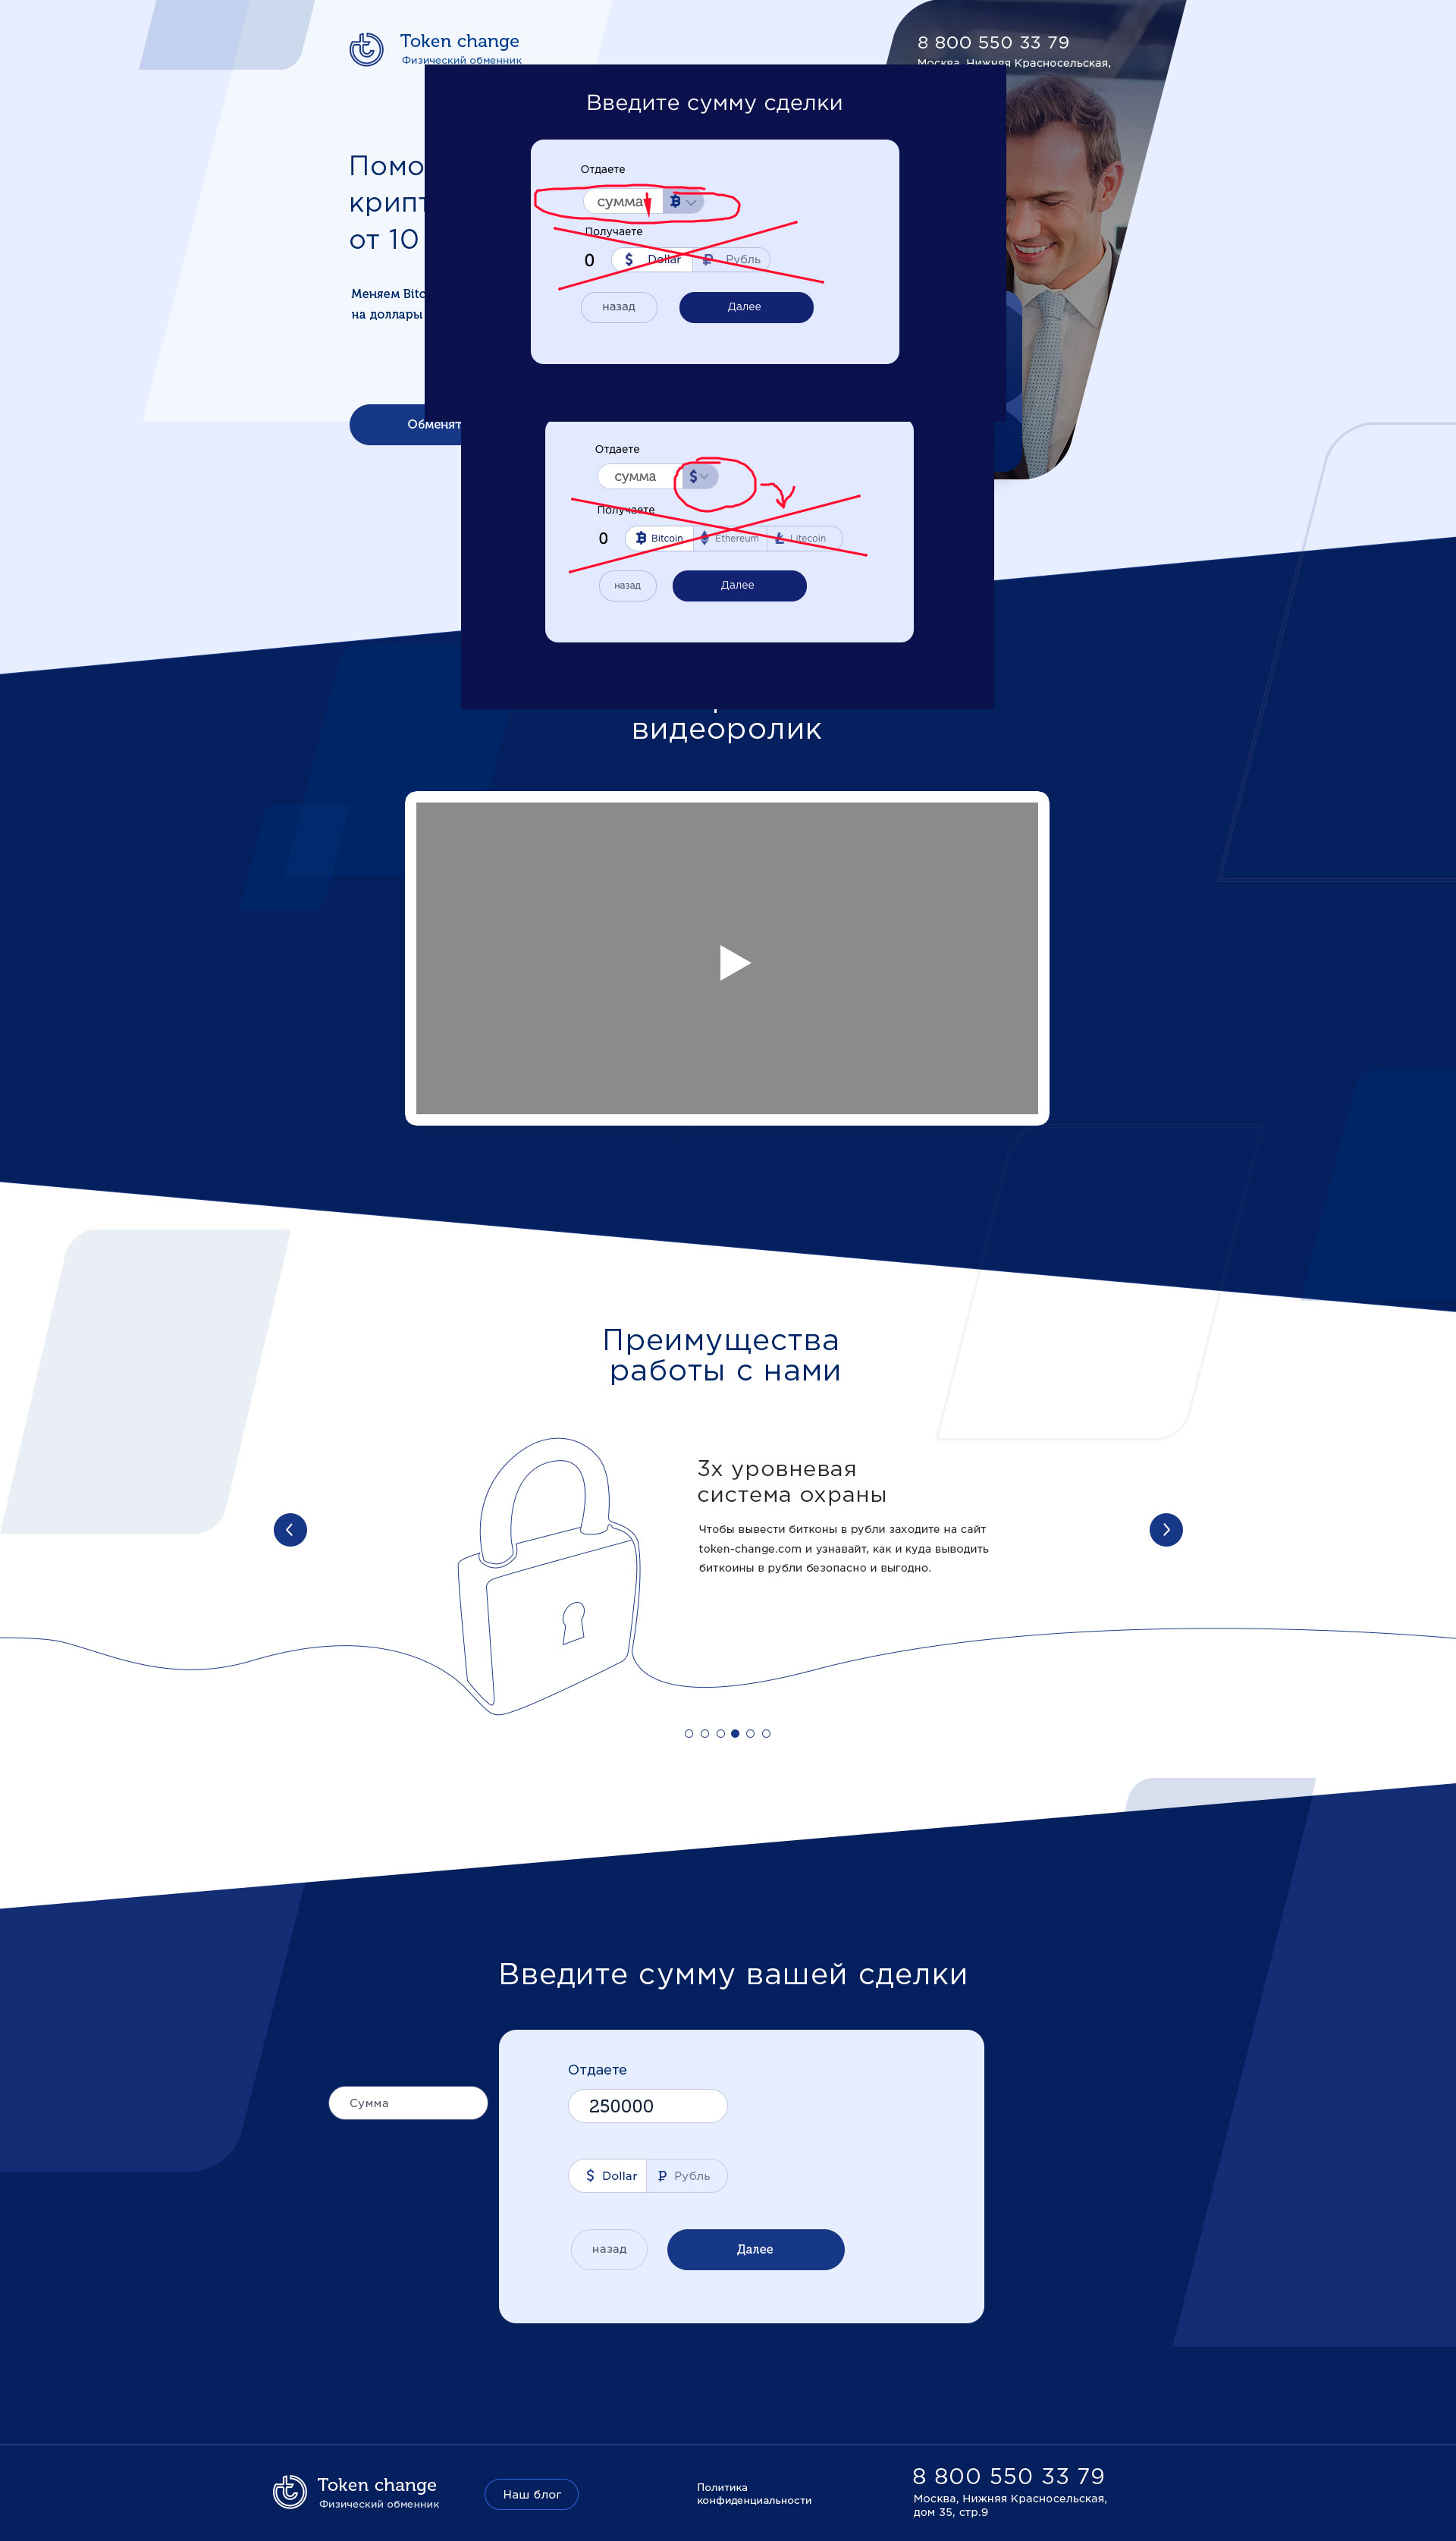 Token change
Физический обменник
8 800 550 33 79
Москва, Нижняя Красносельская,
Введите сумму сделки
Отдаете
сумма
Получаете
0 $ Dollar Рубль
назад Далее
Помо
крипт
от 10
Меняем Bitc
на доллары
Обменят
Отдаете
сумма $
Получаете
0 Bitcoin Ethereum Litecoin
назад Далее
видеоролик
Преимущества
работы с нами
3х уровневая
система охраны
Чтобы вывести битконы в рубли заходите на сайт
token-change.com и узнавайт, как и куда выводить
биткоины в рубли безопасно и выгодно.
Введите сумму вашей сделки
Отдаете
Сумма
250000
$ Dollar ₽ Рубль
назад Далее
Token change
Физический обменник
Наш блог
Политика
конфиденциальности
8 800 550 33 79
Москва, Нижняя Красносельская,
дом 35, стр.9